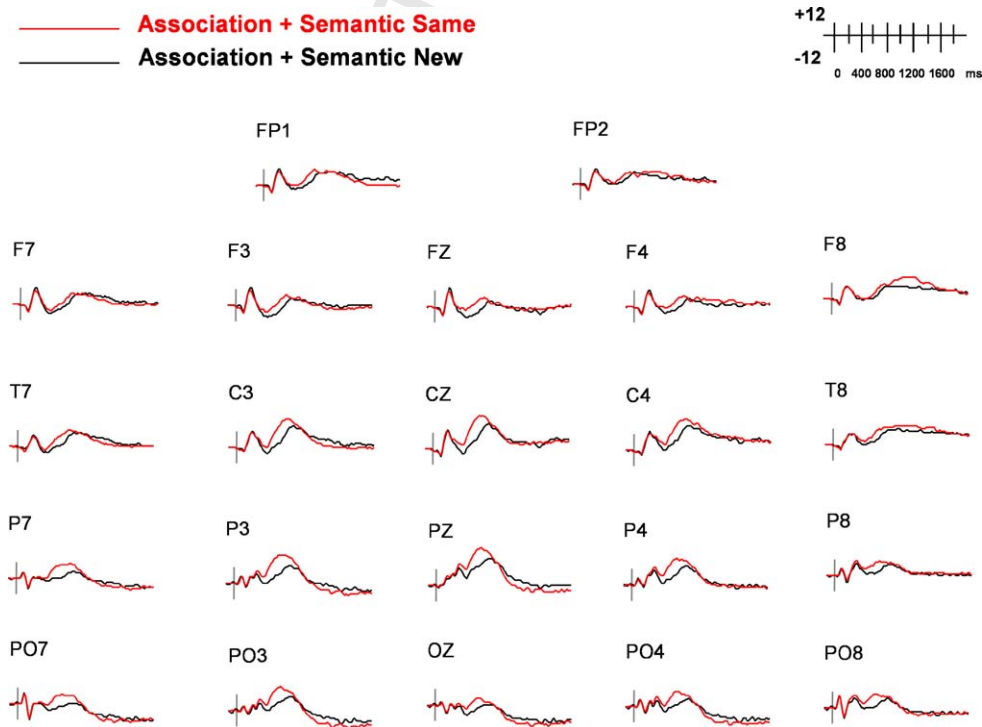 Association + Semantic Same
Association + Semantic New
+12
-12
0 400 800 1200 1600 ms
FP1 FP2
F7 F3 FZ F4 F8
T7 C3 CZ C4 T8
P7 P3 PZ P4 P8
PO7 PO3 OZ PO4 PO8